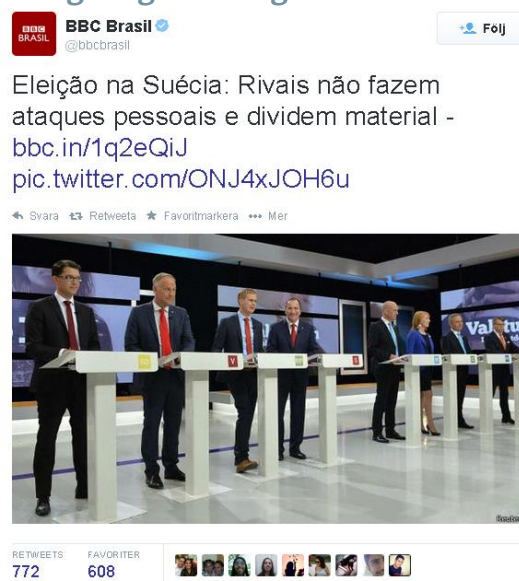 BBC
BRASIL
BBC Brasil
@bbcbrasil
Följ
Eleição na Suécia: Rivais não fazem
ataques pessoais e dividem material -
bbc.in/1q2eQiJ
pic.twitter.com/ONJ4xJOH6u
Svara Retweeta Favoritmarkera Mer
V
S
RETWEETS FAVORITER
772 608